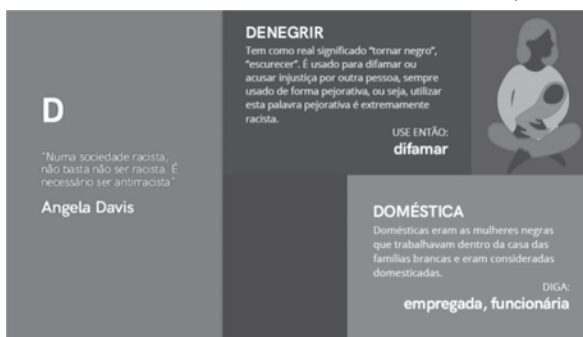 D
"Numa sociedade racista,
não basta não ser racista. É
necessário ser antirracista"
Angela Davis
DENEGRIR
Tem como real significado "tornar negro",
"escurecer". É usado para difamar ou
acusar injustiça por outra pessoa, sempre
usado de forma pejorativa, ou seja, utilizar
esta palavra pejorativa é extremamente
racista.
USE ENTÃO:
difamar
DOMÉSTICA
Domésticas eram as mulheres negras
que trabalhavam dentro da casa das
famílias brancas e eram consideradas
domesticadas.
DIGA:
empregada, funcionária